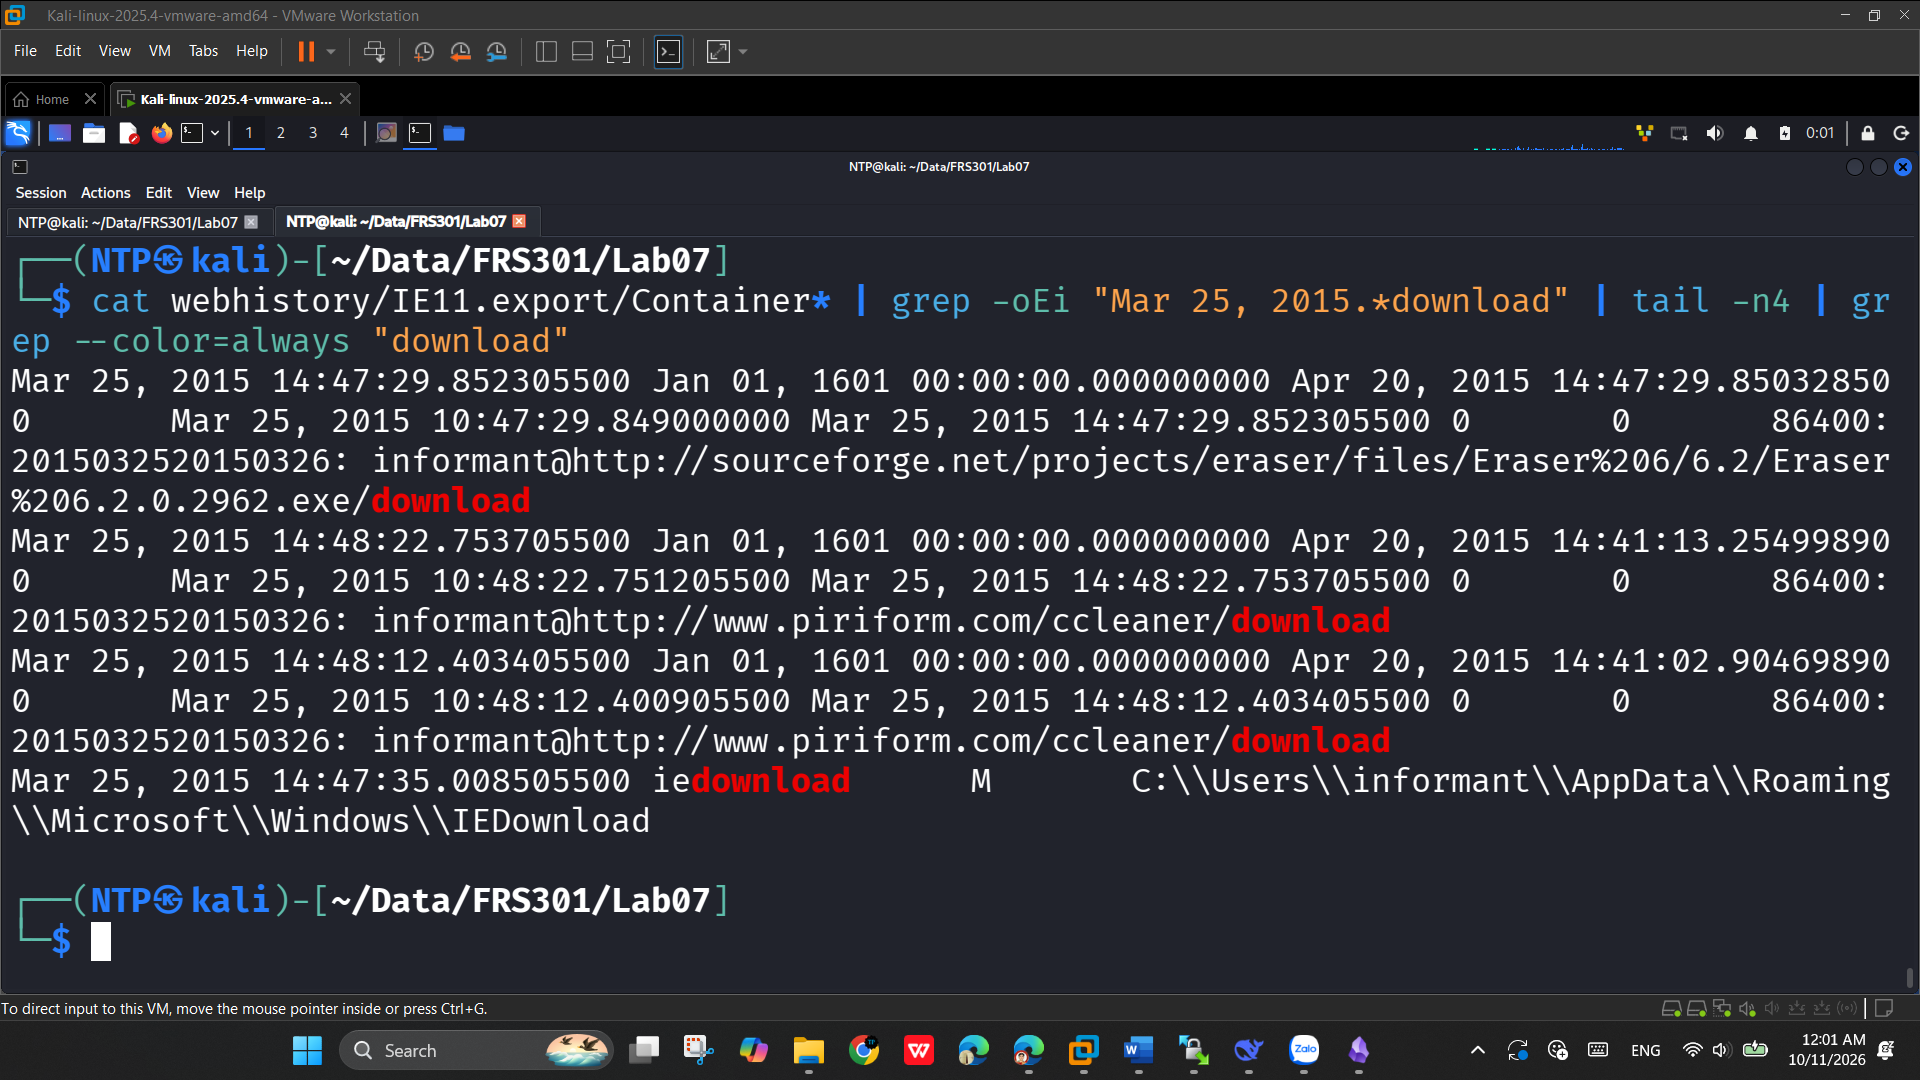 Kali-linux-2025.4-vmware-amd64 - VMware Workstation
File Edit View VM Tabs Help
Home Kali-linux-2025.4-vmware-a...
1 2 3 4 0:01
NTP@kali: ~/Data/FRS301/Lab07
Session Actions Edit View Help
NTP@kali: ~/Data/FRS301/Lab07 NTP@kali: ~/Data/FRS301/Lab07
┌──(NTP㉿kali)-[~/Data/FRS301/Lab07]
└─$ cat webhistory/IE11.export/Container* | grep -oEi "Mar 25, 2015.*download" | tail -n4 | gr
ep --color=always "download"
Mar 25, 2015 14:47:29.852305500 Jan 01, 1601 00:00:00.000000000 Apr 20, 2015 14:47:29.85032850
0 Mar 25, 2015 10:47:29.849000000 Mar 25, 2015 14:47:29.852305500 0 0 86400:
2015032520150326: informant@http://sourceforge.net/projects/eraser/files/Eraser%206/6.2/Eraser
%206.2.0.2962.exe/download
Mar 25, 2015 14:48:22.753705500 Jan 01, 1601 00:00:00.000000000 Apr 20, 2015 14:41:13.25499890
0 Mar 25, 2015 10:48:22.751205500 Mar 25, 2015 14:48:22.753705500 0 0 86400:
2015032520150326: informant@http://www.piriform.com/ccleaner/download
Mar 25, 2015 14:48:12.403405500 Jan 01, 1601 00:00:00.000000000 Apr 20, 2015 14:41:02.90469890
0 Mar 25, 2015 10:48:12.400905500 Mar 25, 2015 14:48:12.403405500 0 0 86400:
2015032520150326: informant@http://www.piriform.com/ccleaner/download
Mar 25, 2015 14:47:35.008505500 iedownload M C:\\Users\\informant\\AppData\\Roaming
\\Microsoft\\Windows\\IEDownload
┌──(NTP㉿kali)-[~/Data/FRS301/Lab07]
└─$
To direct input to this VM, move the mouse pointer inside or press Ctrl+G.
Search Zalo ENG 12:01 AM
10/11/2026